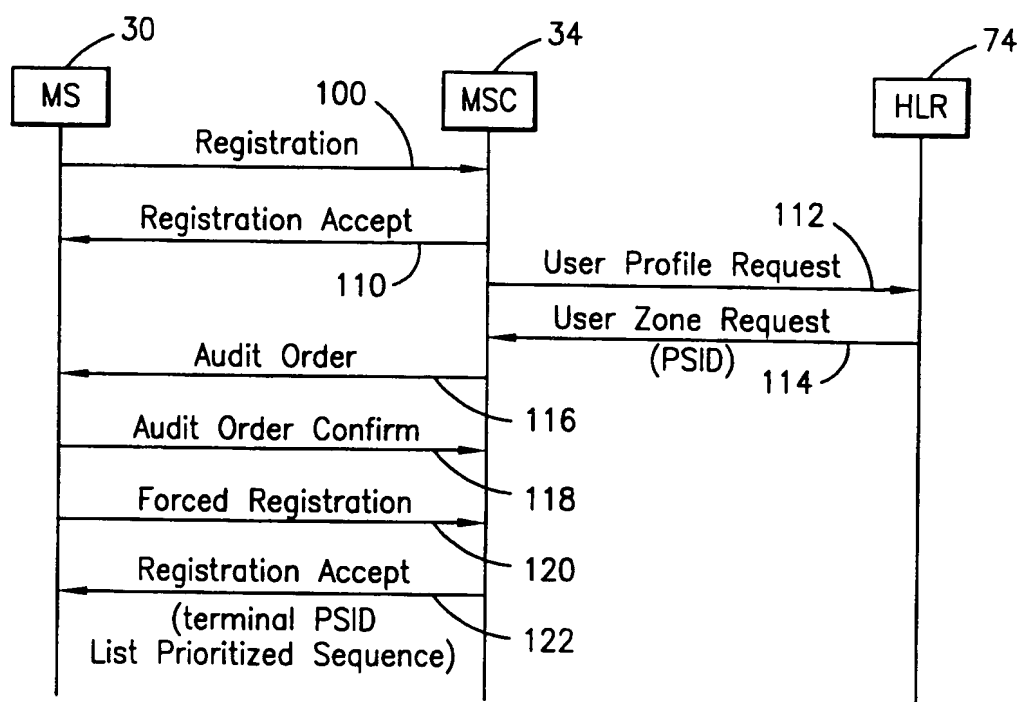 30
34
74
MS
MSC
HLR
100
Registration
Registration Accept
110
112
User Profile Request
User Zone Request
(PSID)
114
Audit Order
116
Audit Order Confirm
118
Forced Registration
120
Registration Accept
(terminal PSID
List Prioritized Sequence)
122